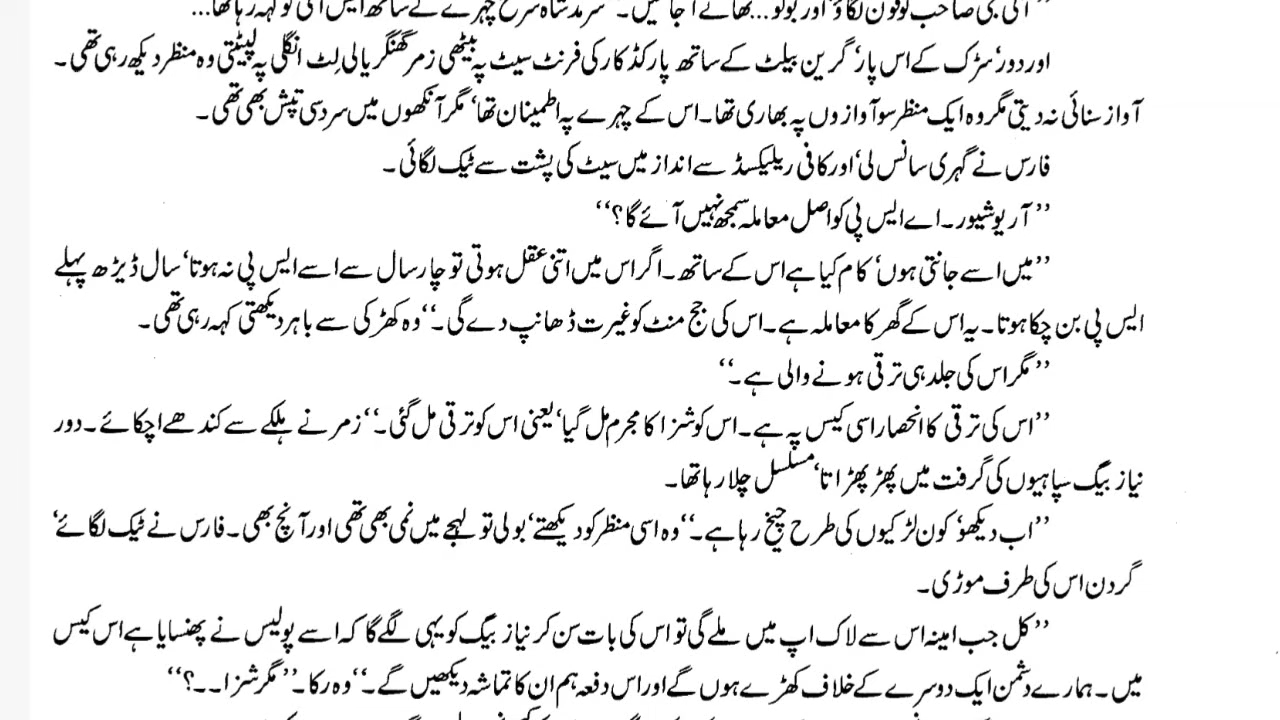 اور دور‘ سڑک کے اس پار‘ گرین بیلٹ کے ساتھ پارکڈ کار کی فرنٹ سیٹ پہ بیٹھی زمر گھنگریالی لٹ انگلی پہ لپیٹتی وہ منظر دیکھ رہی تھی۔
آواز سنائی نہ دیتی مگر وہ ایک منظر سو آوازوں پہ بھاری تھا۔ اس کے چہرے پہ اطمینان تھا‘ مگر آنکھوں میں سرد سی تپش بھی تھی۔
فارس نے گہری سانس لی‘ اور کافی ریلیکسڈ سے انداز میں سیٹ کی پشت سے ٹیک لگائی۔
’’آر یو شیور۔ اے ایس پی کو اصل معاملہ سمجھ نہیں آئے گا؟‘‘
’’میں اسے جانتی ہوں‘ کام کیا ہے اس کے ساتھ۔ اگر اس میں اتنی عقل ہوتی تو چار سال سے اے ایس پی نہ ہوتا‘ سال ڈیڑھ پہلے
ایس پی بن چکا ہوتا۔ یہ اس کے گھر کا معاملہ ہے۔ اس کی جج منٹ کو غیرت ڈھانپ دے گی۔‘‘ وہ کھڑکی سے باہر دیکھتی کہہ رہی تھی۔
’’مگر اس کی جلد ہی ترقی ہونے والی ہے۔‘‘
’’اس کی ترقی کا انحصار اسی کیس پہ ہے۔ اس کو شزا کا مجرم مل گیا‘ یعنی اس کو ترقی مل گئی۔‘‘ زمر نے ہلکے سے کندھے اچکائے۔ دور
نیاز بیگ سپاہیوں کی گرفت میں پھڑپھڑاتا‘ مسلسل چلا رہا تھا۔
’’اب دیکھو‘ کون لڑکیوں کی طرح چیخ رہا ہے۔‘‘ وہ اسی منظر کو دیکھتے‘ بولی تو لہجے میں نمی بھی تھی اور آنچ بھی۔ فارس نے ٹیک لگائے‘
گردن اس کی طرف موڑی۔
’’کل جب امینہ اس سے لاک اپ میں ملے گی تو اس کی بات سن کر نیاز بیگ کو یہی لگے گا کہ اسے پولیس نے پھنسایا ہے اس کیس
میں۔ ہمارے دشمن ایک دوسرے کے خلاف کھڑے ہوں گے اور اس دفعہ ہم ان کا تماشہ دیکھیں گے۔‘‘ وہ رکا۔ ’’مگر شزا۔۔؟‘‘